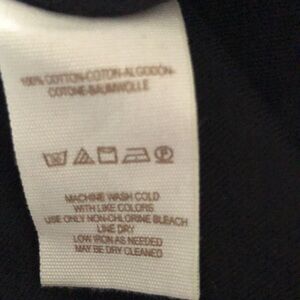 100% COTTON-COTON-ALGODÓN-
COTONE-BAUMWOLLE
MACHINE WASH COLD
WITH LIKE COLORS
USE ONLY NON-CHLORINE BLEACH
LINE DRY
LOW IRON AS NEEDED
MAY BE DRY CLEANED